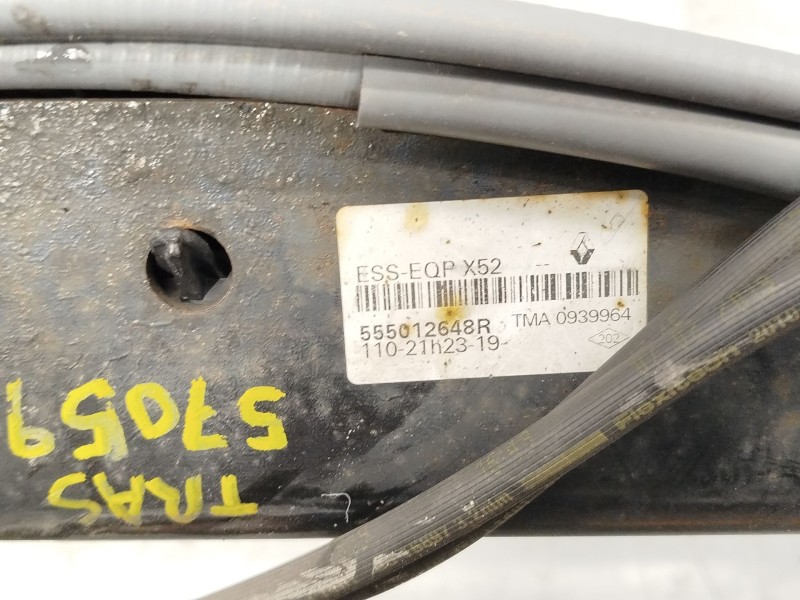 ESS-EQP X52 --
555012648R
TMA 0939964
110-21h23-19-
202
57059
TRAS